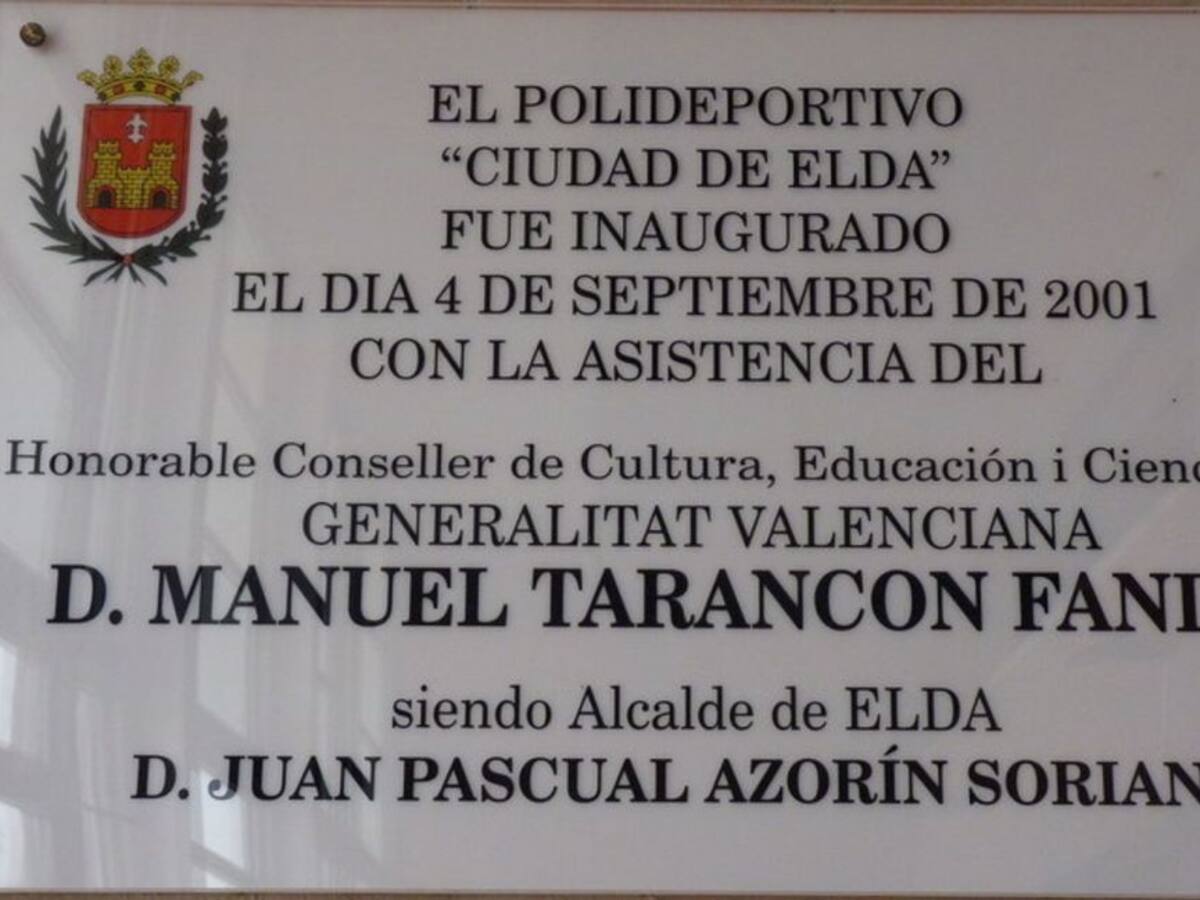 EL POLIDEPORTIVO
“CIUDAD DE ELDA”
FUE INAUGURADO
EL DIA 4 DE SEPTIEMBRE DE 2001
CON LA ASISTENCIA DEL
Honorable Conseller de Cultura, Educación i
GENERALITAT VALENCIANA
D. MANUEL TARANCON
siendo Alcalde de ELDA
D. JUAN PASCUAL AZORÍN